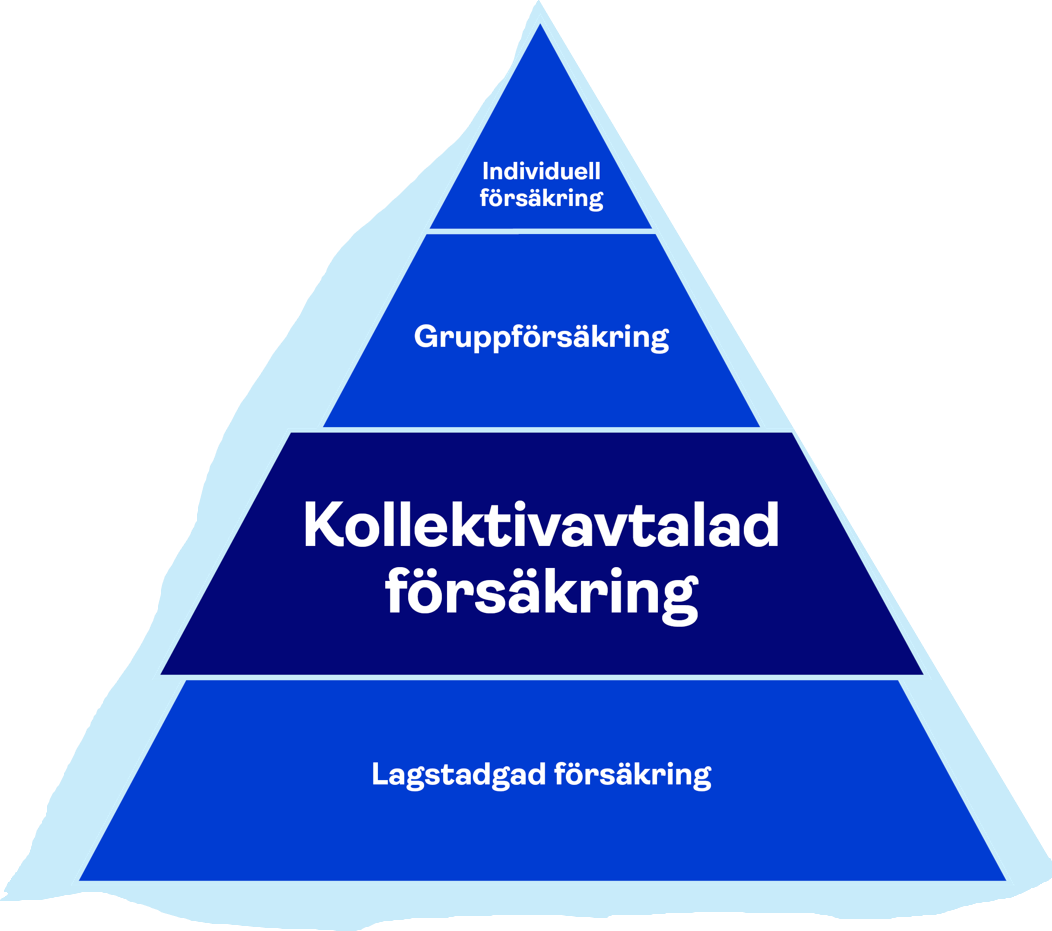 Individuell
försäkring
Gruppförsäkring
Kollektivavtalad
försäkring
Lagstadgad försäkring